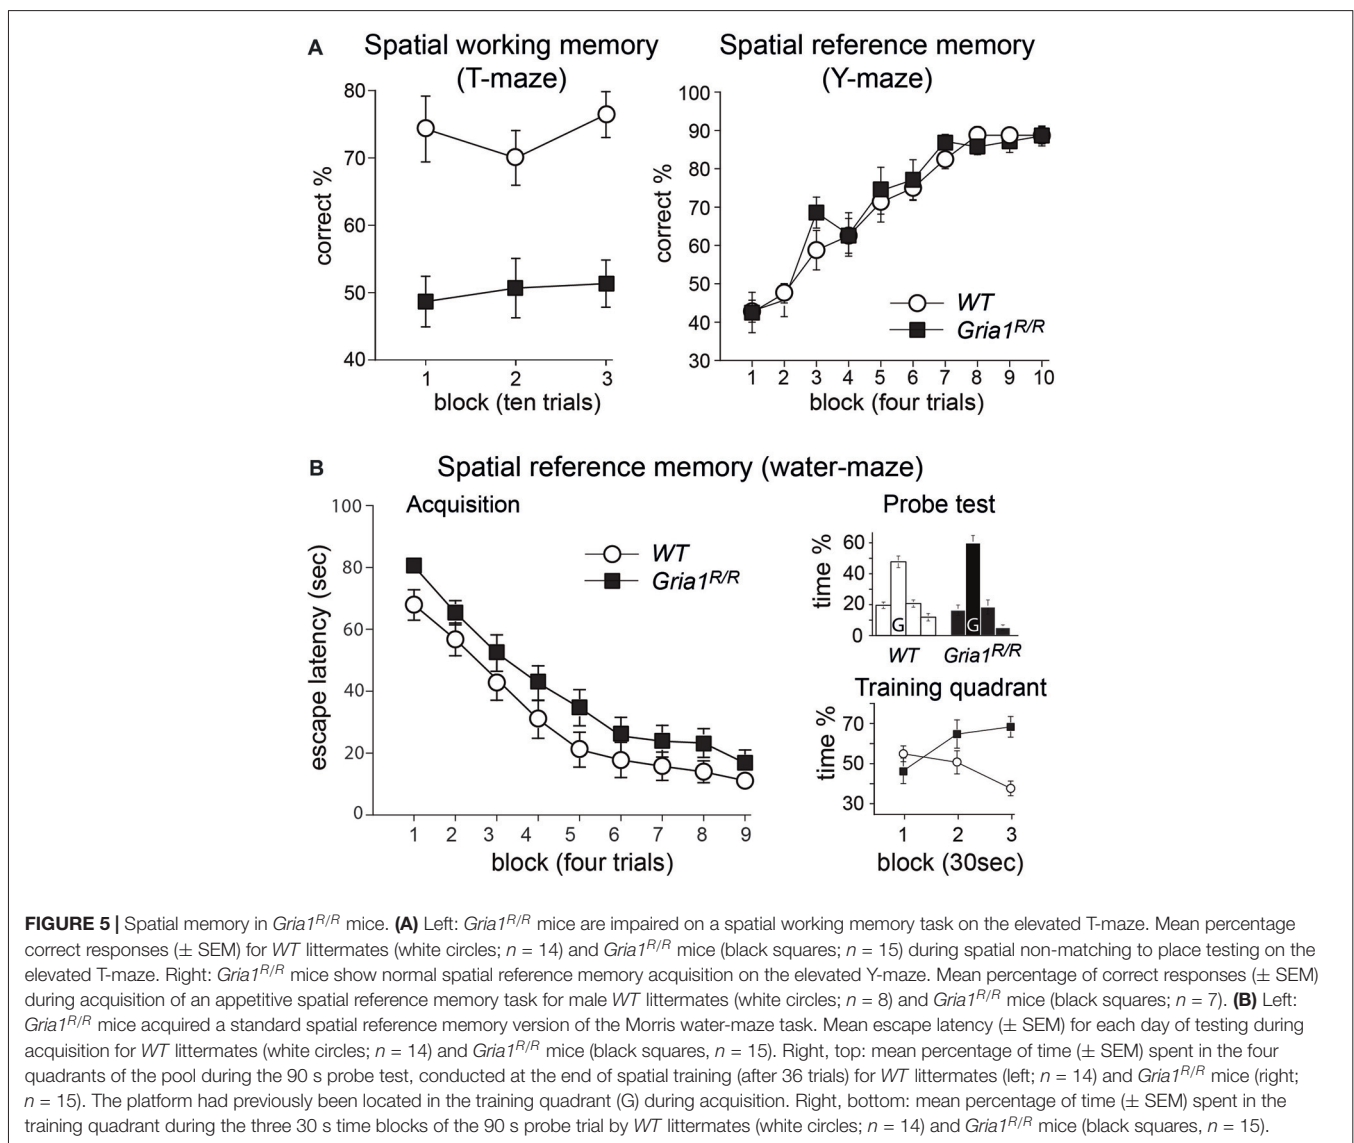 A
Spatial working memory
(T-maze)
Spatial reference memory
(Y-maze)
correct %
80
70
60
50
40
1 2 3
block (ten trials)
correct %
100
90
80
70
60
50
40
30
1 2 3 4 5 6 7 8 9 10
block (four trials)
WT
Gria1R/R
B
Spatial reference memory (water-maze)
Acquisition
escape latency (sec)
100
80
60
40
20
0
1 2 3 4 5 6 7 8 9
block (four trials)
WT
Gria1R/R
Probe test
time %
60
40
20
0
G G
WT Gria1R/R
Training quadrant
time %
70
50
30
1 2 3
block (30sec)
FIGURE 5 | Spatial memory in Gria1R/R mice. (A) Left: Gria1R/R mice are impaired on a spatial working memory task on the elevated T-maze. Mean percentage
correct responses (± SEM) for WT littermates (white circles; n = 14) and Gria1R/R mice (black squares; n = 15) during spatial non-matching to place testing on the
elevated T-maze. Right: Gria1R/R mice show normal spatial reference memory acquisition on the elevated Y-maze. Mean percentage of correct responses (± SEM)
during acquisition of an appetitive spatial reference memory task for male WT littermates (white circles; n = 8) and Gria1R/R mice (black squares; n = 7). (B) Left:
Gria1R/R mice acquired a standard spatial reference memory version of the Morris water-maze task. Mean escape latency (± SEM) for each day of testing during
acquisition for WT littermates (white circles; n = 14) and Gria1R/R mice (black squares, n = 15). Right, top: mean percentage of time (± SEM) spent in the four
quadrants of the pool during the 90 s probe test, conducted at the end of spatial training (after 36 trials) for WT littermates (left; n = 14) and Gria1R/R mice (right;
n = 15). The platform had previously been located in the training quadrant (G) during acquisition. Right, bottom: mean percentage of time (± SEM) spent in the
training quadrant during the three 30 s time blocks of the 90 s probe trial by WT littermates (white circles; n = 14) and Gria1R/R mice (black squares, n = 15).